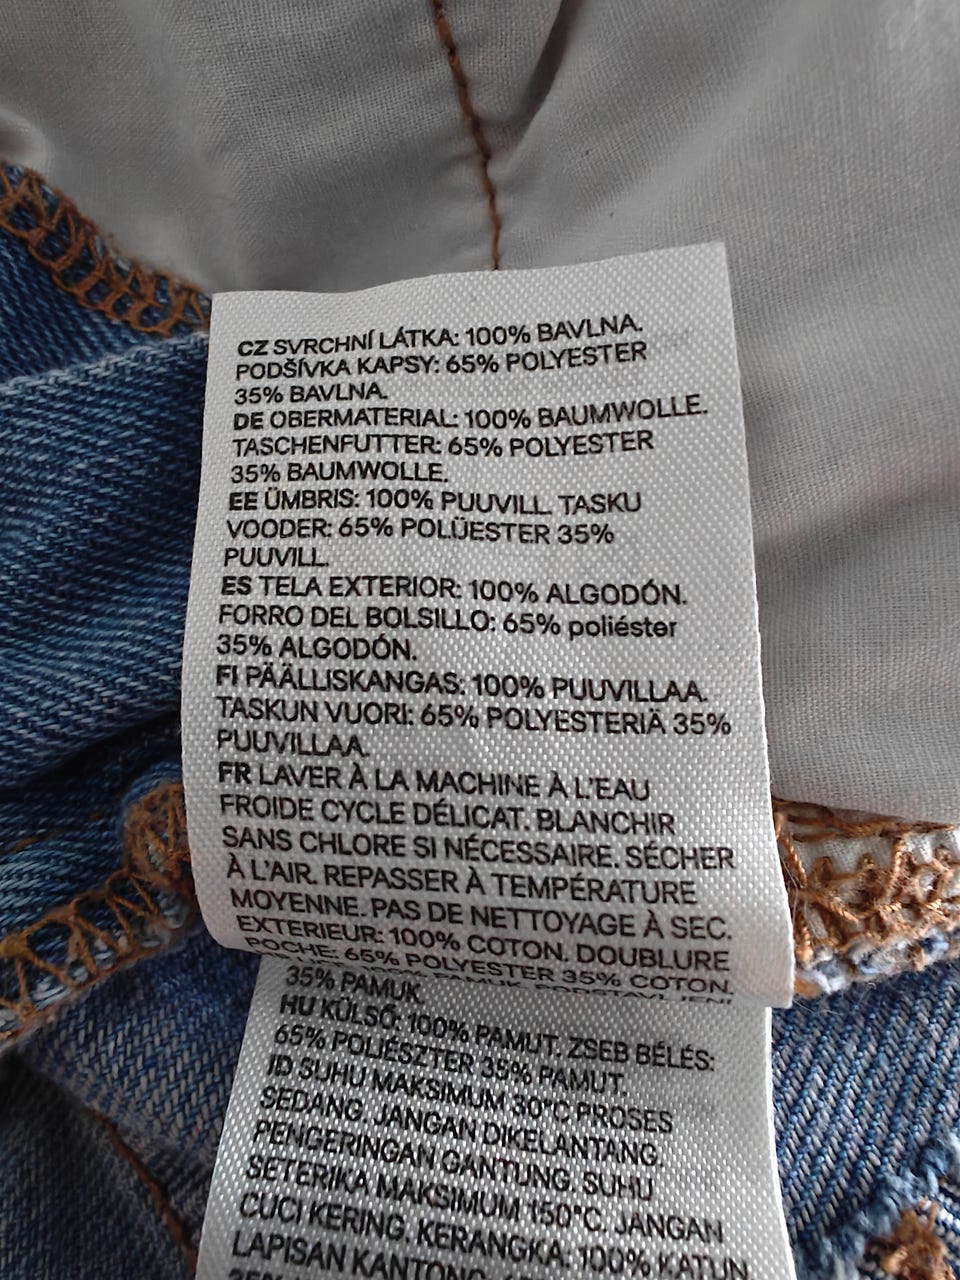 CZ SVRCHNÍ LÁTKA: 100% BAVLNA.
PODŠÍVKA KAPSY: 65% POLYESTER
35% BAVLNA.
DE OBERMATERIAL: 100% BAUMWOLLE.
TASCHENFUTTER: 65% POLYESTER
35% BAUMWOLLE.
EE ÜMBRIS: 100% PUUVILL. TASKU
VOODER: 65% POLÜESTER 35%
PUUVILL.
ES TELA EXTERIOR: 100% ALGODÓN.
FORRO DEL BOLSILLO: 65% poliéster
35% ALGODÓN.
FI PÄÄLLISKANGAS: 100% PUUVILLAA.
TASKUN VUORI: 65% POLYESTERIÄ 35%
PUUVILLAA.
FR LAVER À LA MACHINE À L'EAU
FROIDE CYCLE DÉLICAT. BLANCHIR
SANS CHLORE SI NÉCESSAIRE. SÉCHER
À L'AIR. REPASSER À TEMPÉRATURE
MOYENNE. PAS DE NETTOYAGE À SEC.
EXTERIEUR: 100% COTON. DOUBLURE
POCHE: 65% POLYESTER 35% COTON.
35% PAMUK.
HU KÜLSŐ: 100% PAMUT. ZSEB BÉLÉS:
65% POLIÉSZTER 35% PAMUT.
ID SUHU MAKSIMUM 30°C PROSES
SEDANG. JANGAN DIKELANTANG.
PENGERINGAN GANTUNG. SUHU
SETERIKA MAKSIMUM 150°C. JANGAN
CUCI KERING. KERANGKA: 100% KATUN
LAPISAN KANTONG: